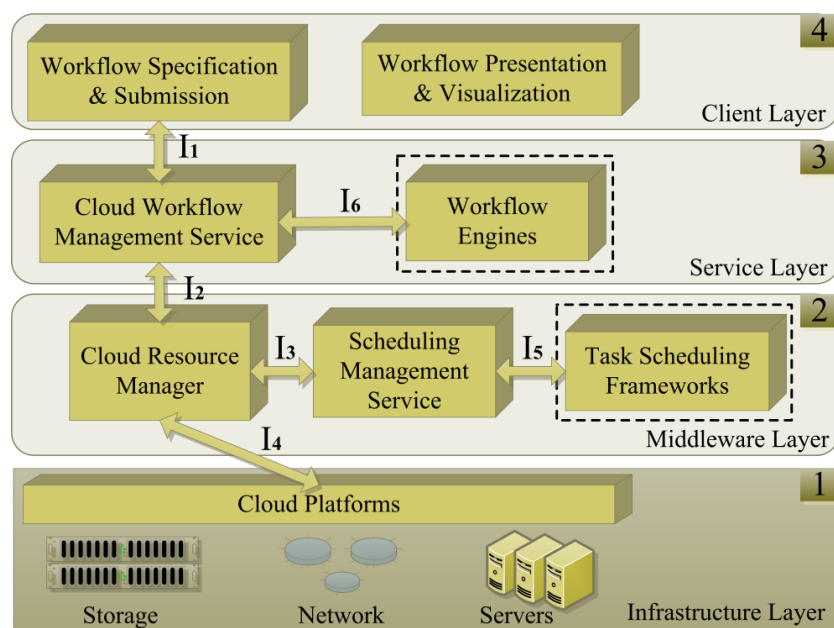 4
Workflow Specification
& Submission
Workflow Presentation
& Visualization
Client Layer
I1
3
Cloud Workflow
Management Service
I6
Workflow
Engines
Service Layer
I2
2
Cloud Resource
Manager
I3
Scheduling
Management
Service
I5
Task Scheduling
Frameworks
I4
Middleware Layer
1
Cloud Platforms
Storage
Network
Servers
Infrastructure Layer